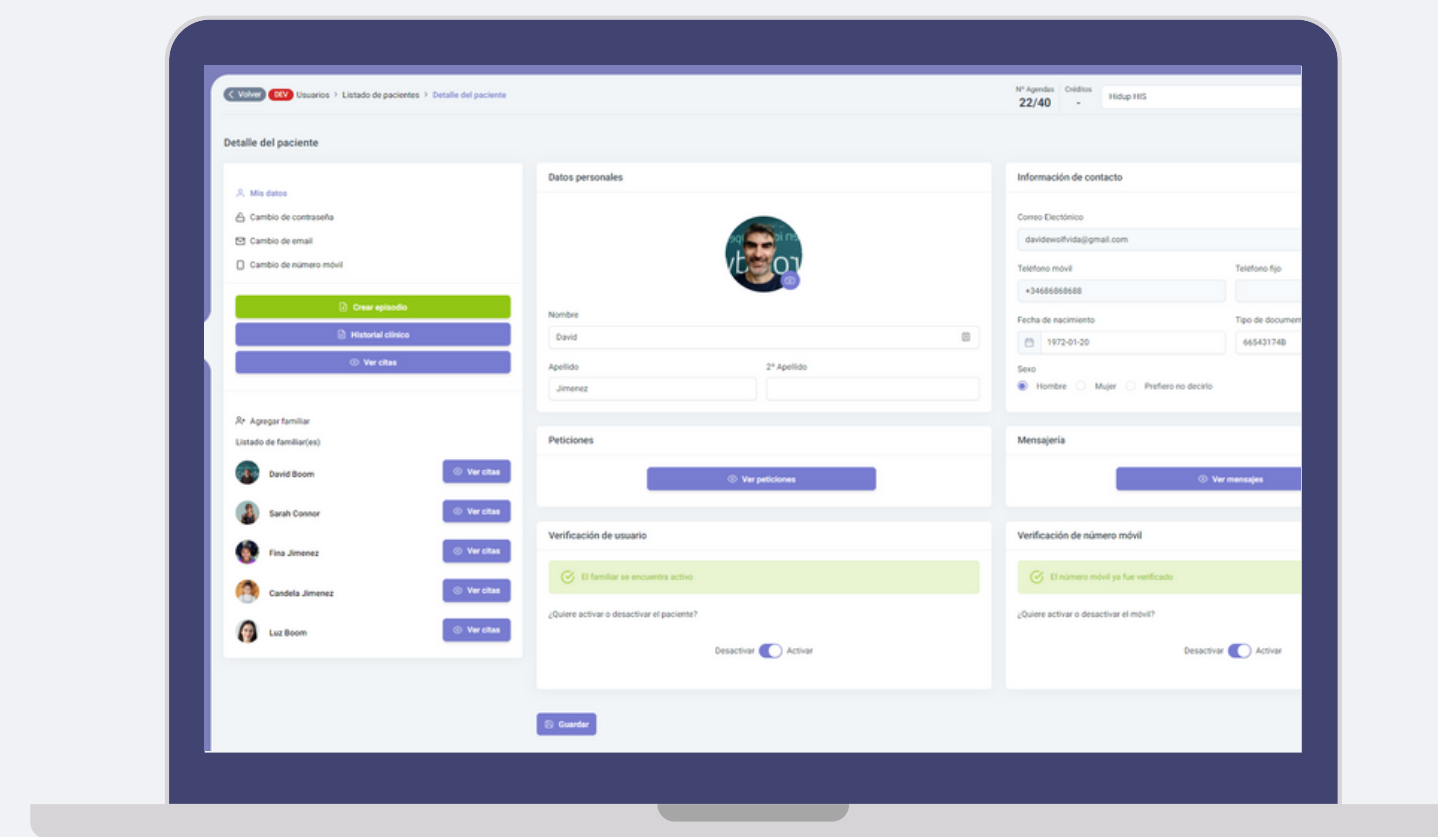 Volver DEV Usuarios > Listado de pacientes > Detalle del paciente
Nº Agendas Créditos
22/40 - Hidup HIS
Detalle del paciente
Mis datos
Cambio de contraseña
Cambio de email
Cambio de número móvil
Crear episodio
Historial clínico
Ver citas
Agregar familiar
Listado de familiar(es)
David Boom Ver citas
Sarah Connor Ver citas
Fina Jimenez Ver citas
Candela Jimenez Ver citas
Luz Boom Ver citas
Datos personales
Nombre
David
Apellido 2º Apellido
Jimenez
Peticiones
Ver peticiones
Verificación de usuario
El familiar se encuentra activo
¿Quiere activar o desactivar el paciente?
Desactivar Activar
Guardar
Información de contacto
Correo Electónico
davidewolfvida@gmail.com
Teléfono móvil Teléfono fijo
+34686868688
Fecha de nacimiento Tipo de documen
1972-01-20 66543174B
Sexo
Hombre Mujer Prefiero no decirlo
Mensajería
Ver mensajes
Verificación de número móvil
El número móvil ya fue verificado
¿Quiere activar o desactivar el móvil?
Desactivar Activar